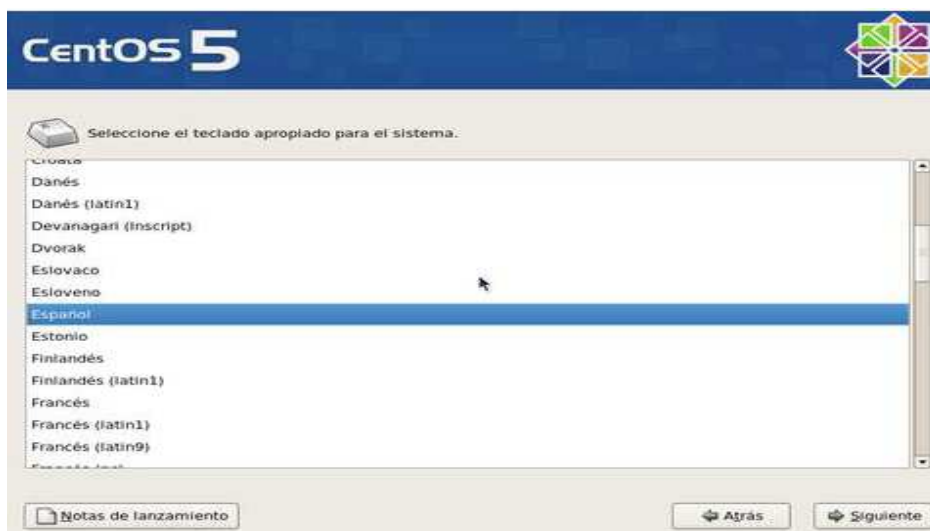 CentOS 5
Seleccione el teclado apropiado para el sistema.
Croata
Danés
Danés (latin1)
Devanagari (Inscript)
Dvorak
Eslovaco
Esloveno
Español
Estonio
Finlandés
Finlandés (latin1)
Francés
Francés (latin1)
Francés (latin9)
Notas de lanzamiento
Atrás
Siguiente